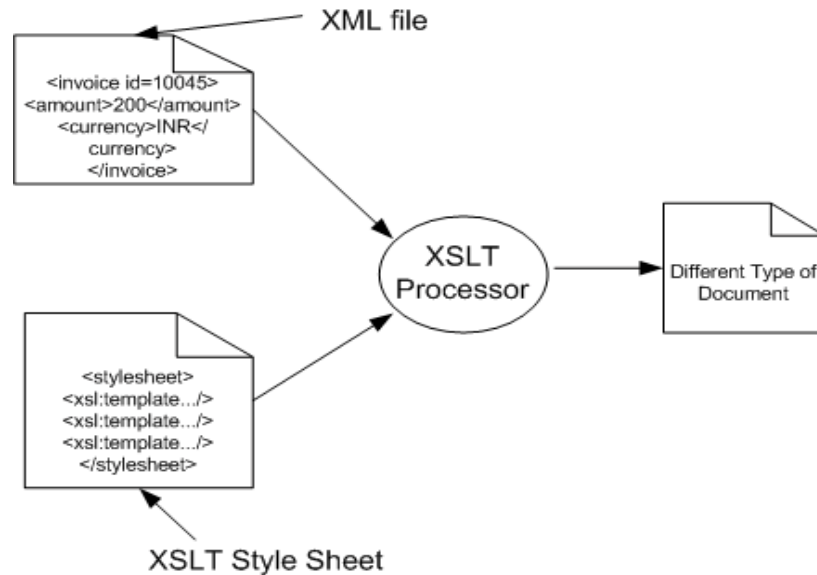 XML file
<invoice id=10045>
<amount>200</amount>
<currency>INR</
currency>
</invoice>
XSLT
Processor
Different Type of
Document
<stylesheet>
<xsl:template.../>
<xsl:template.../>
<xsl:template.../>
</stylesheet>
XSLT Style Sheet